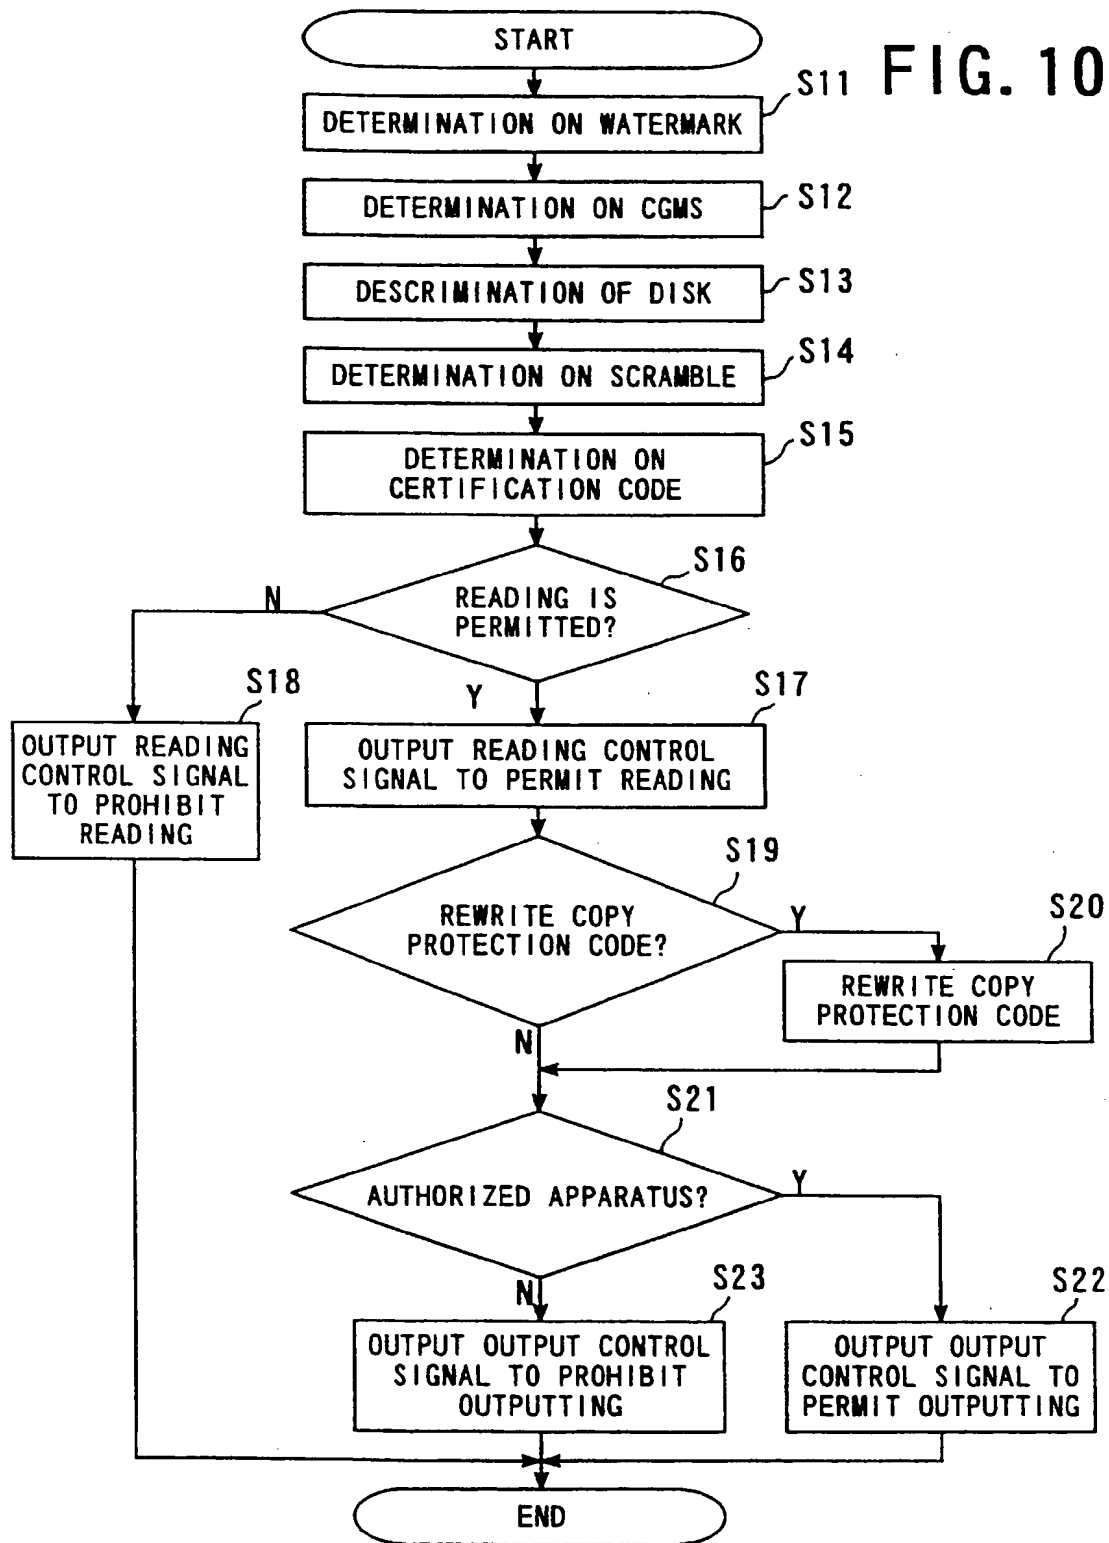 START
FIG. 10
S11
DETERMINATION ON WATERMARK
S12
DETERMINATION ON CGMS
S13
DESCRIMINATION OF DISK
S14
DETERMINATION ON SCRAMBLE
S15
DETERMINATION ON
CERTIFICATION CODE
S16
N
READING IS
PERMITTED?
Y
S18
S17
OUTPUT READING
CONTROL SIGNAL
TO PROHIBIT
READING
OUTPUT READING CONTROL
SIGNAL TO PERMIT READING
S19
REWRITE COPY
PROTECTION CODE?
Y
S20
REWRITE COPY
PROTECTION CODE
N
S21
AUTHORIZED APPARATUS?
Y
N
S23
S22
OUTPUT OUTPUT CONTROL
SIGNAL TO PROHIBIT
OUTPUTTING
OUTPUT OUTPUT
CONTROL SIGNAL TO
PERMIT OUTPUTTING
END